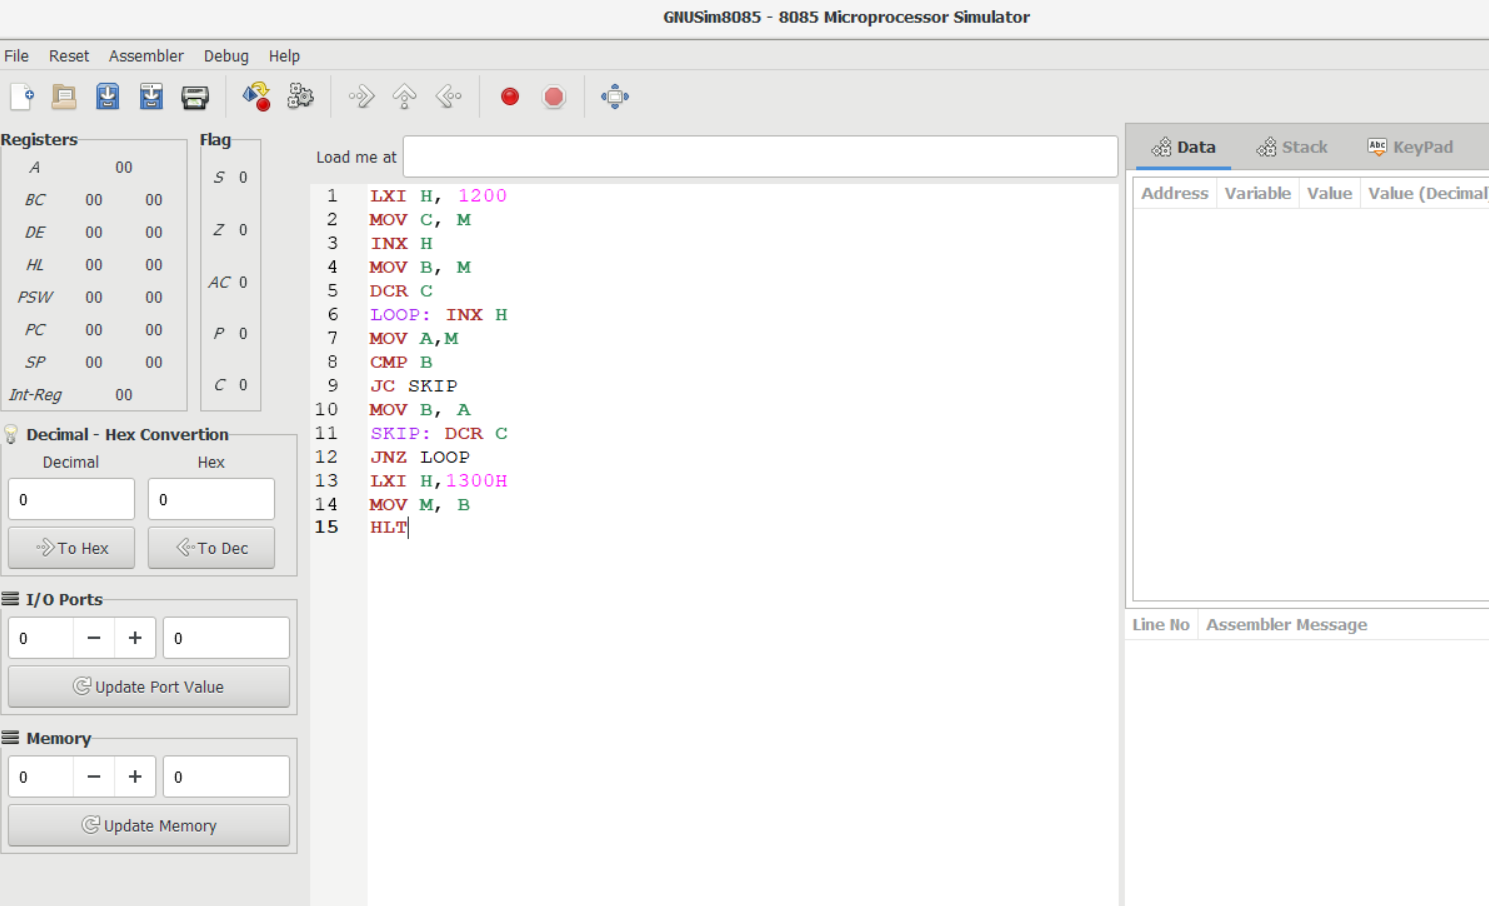 GNUSim8085 - 8085 Microprocessor Simulator
File Reset Assembler Debug Help
Registers
A 00
BC 00 00
DE 00 00
HL 00 00
PSW 00 00
PC 00 00
SP 00 00
Int-Reg 00
Flag
S 0
Z 0
AC 0
P 0
C 0
Decimal - Hex Convertion
Decimal Hex
0 0
To Hex To Dec
I/O Ports
0 − + 0
Update Port Value
Memory
0 − + 0
Update Memory
Load me at
1 LXI H, 1200
2 MOV C, M
3 INX H
4 MOV B, M
5 DCR C
6 LOOP: INX H
7 MOV A,M
8 CMP B
9 JC SKIP
10 MOV B, A
11 SKIP: DCR C
12 JNZ LOOP
13 LXI H,1300H
14 MOV M, B
15 HLT
Data Stack Abc KeyPad
Address Variable Value Value (Decimal
Line No Assembler Message